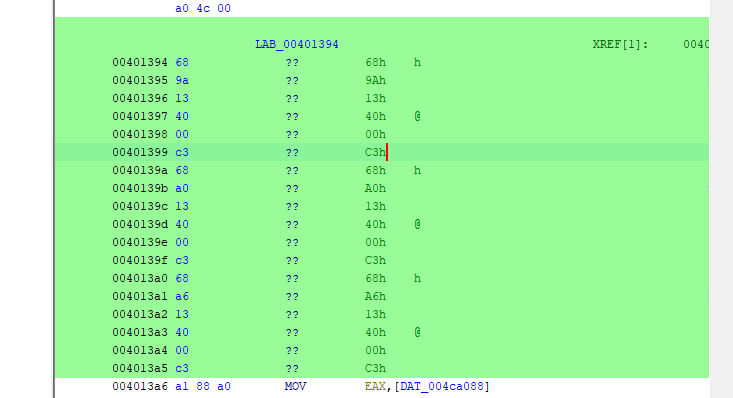 a0 4c 00
LAB_00401394 XREF[1]: 0040
00401394 68 ?? 68h h
00401395 9a ?? 9Ah
00401396 13 ?? 13h
00401397 40 ?? 40h @
00401398 00 ?? 00h
00401399 c3 ?? C3h
0040139a 68 ?? 68h h
0040139b a0 ?? A0h
0040139c 13 ?? 13h
0040139d 40 ?? 40h @
0040139e 00 ?? 00h
0040139f c3 ?? C3h
004013a0 68 ?? 68h h
004013a1 a6 ?? A6h
004013a2 13 ?? 13h
004013a3 40 ?? 40h @
004013a4 00 ?? 00h
004013a5 c3 ?? C3h
004013a6 a1 88 a0 MOV EAX,[DAT_004ca088]